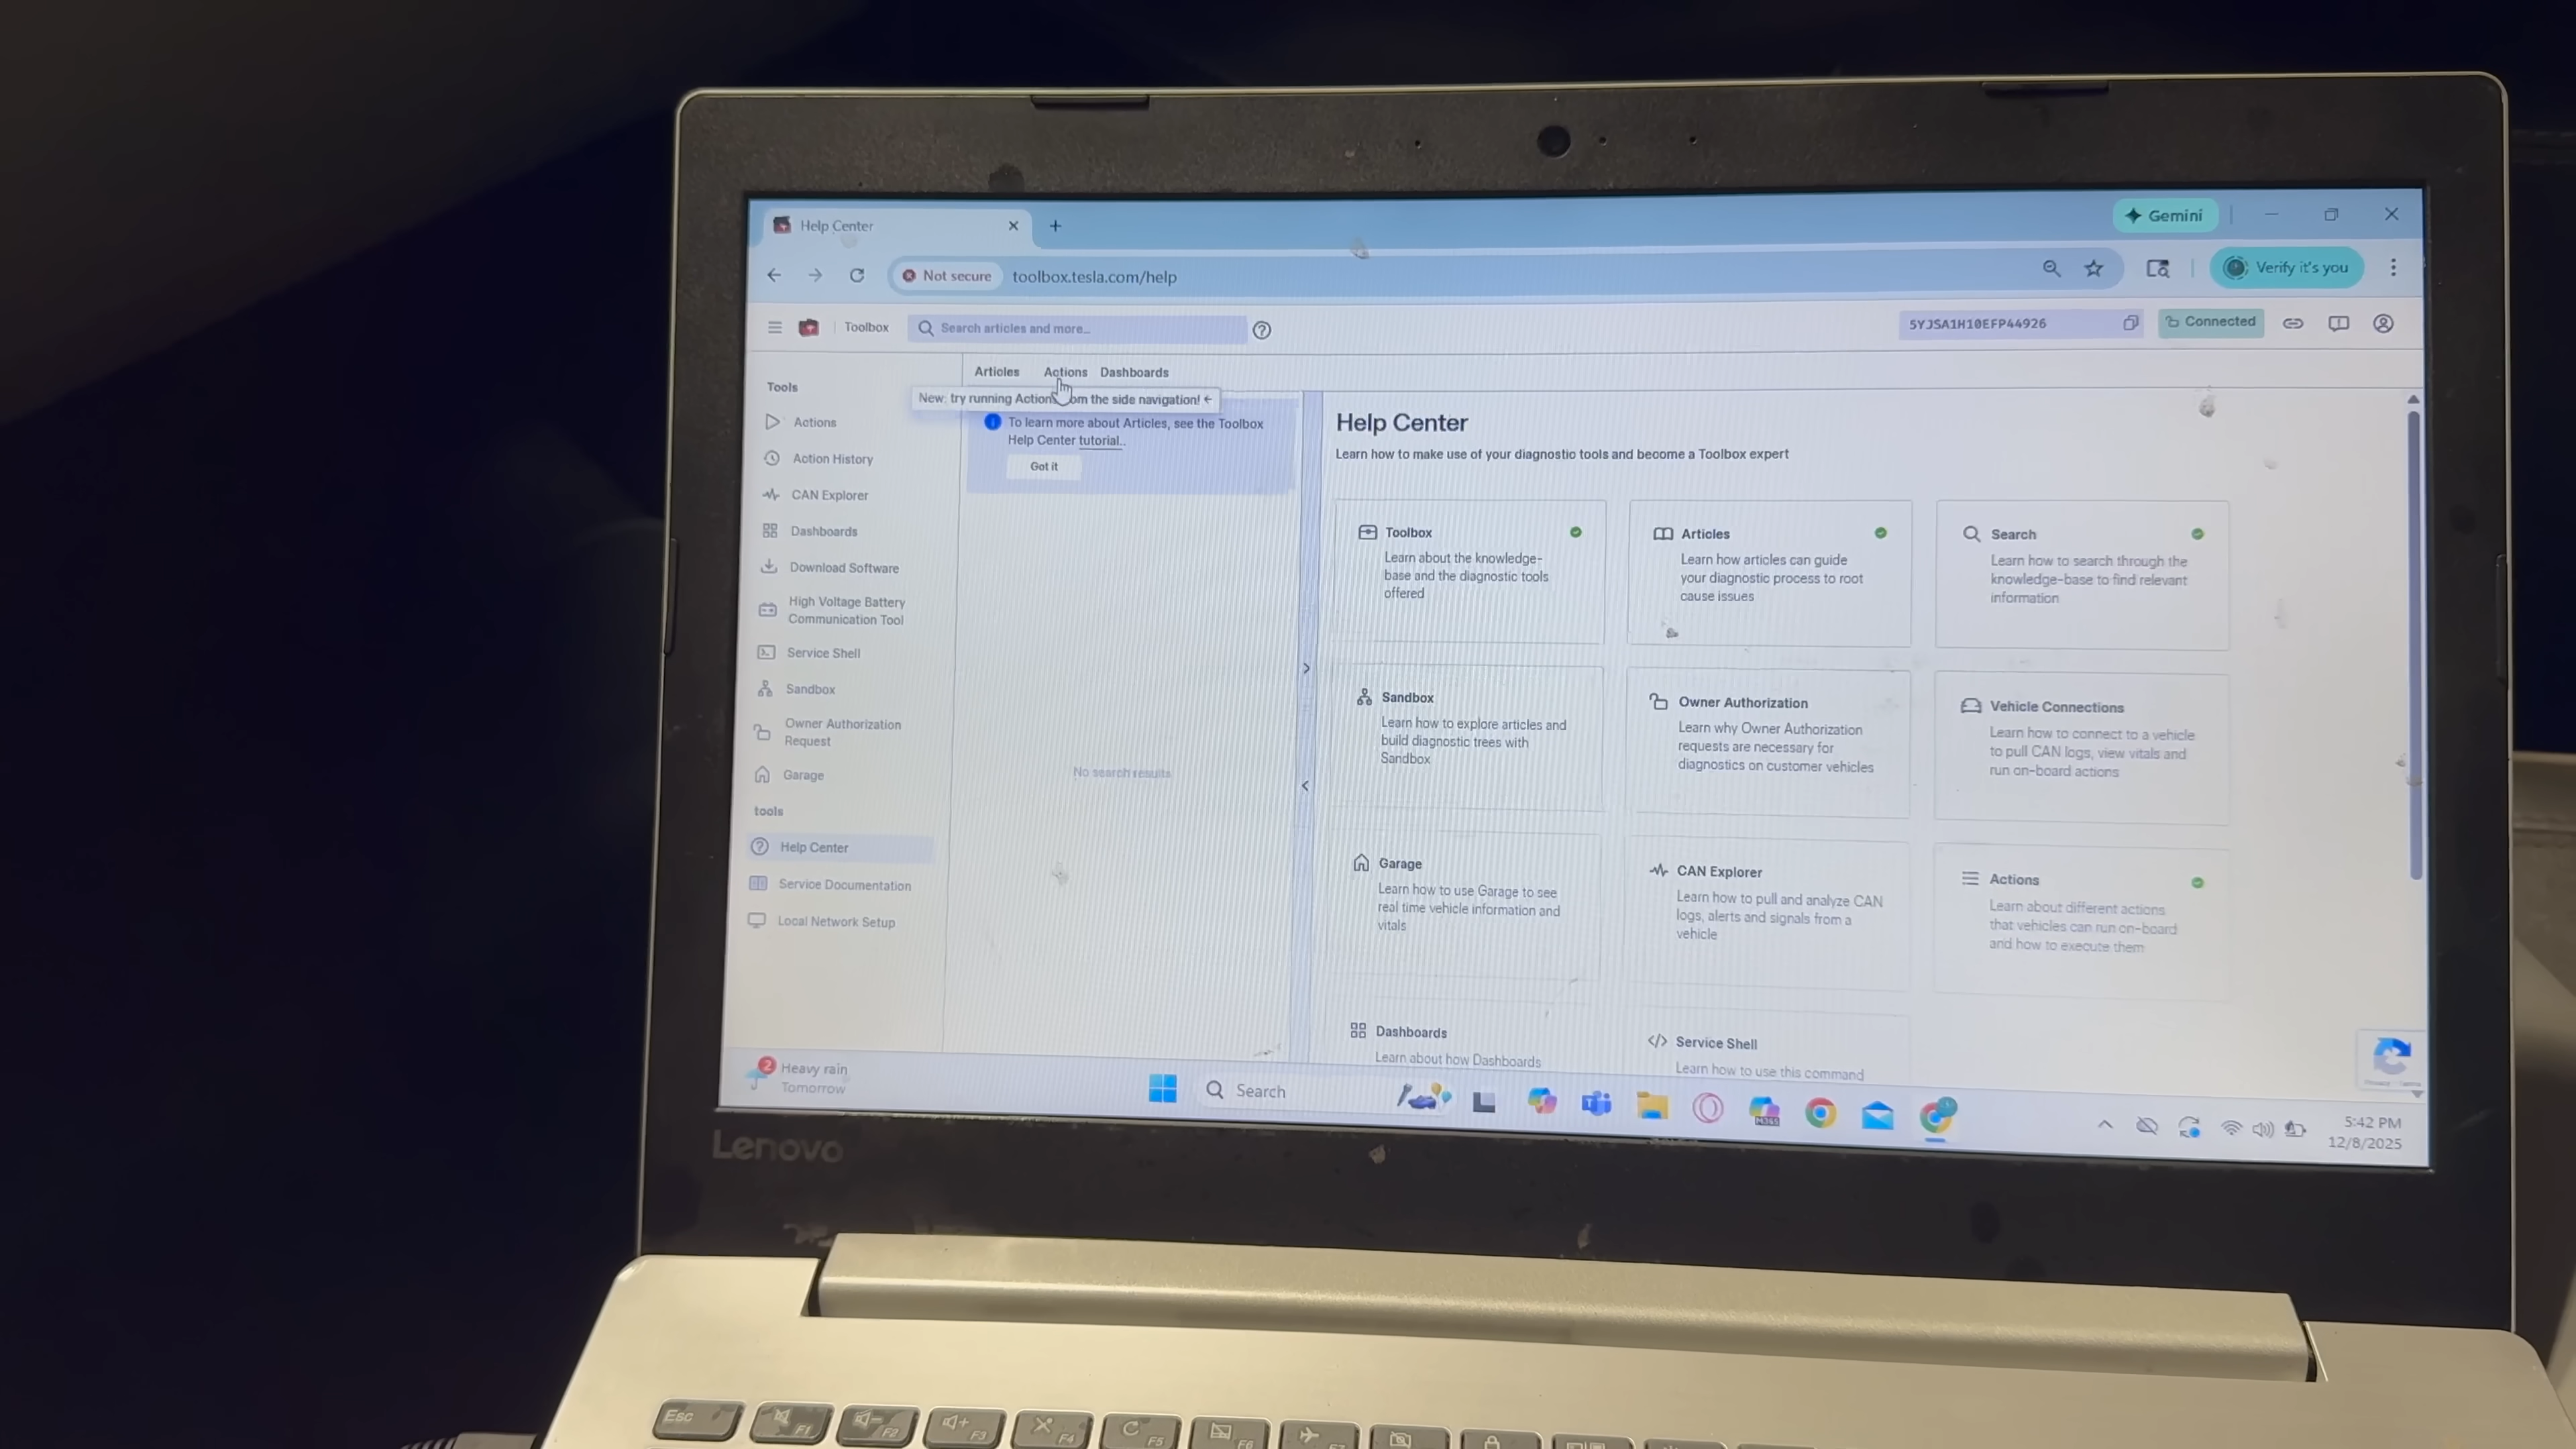 Help Center
Gemini
Not secure
toolbox.tesla.com/help
Verify it's you
Toolbox
Search articles and more...
5YJSA1H10EFP44926
Connected
Articles
Actions
Dashboards
New: try running Action
om the side navigation! ←
Tools
Actions
Action History
CAN Explorer
Dashboards
Download Software
High Voltage Battery
Communication Tool
Service Shell
Sandbox
Owner Authorization
Request
Garage
tools
Help Center
Service Documentation
Local Network Setup
To learn more about Articles, see the Toolbox
Help Center tutorial..
Got it
No search results
Help Center
Learn how to make use of your diagnostic tools and become a Toolbox expert
Toolbox
Learn about the knowledge-
base and the diagnostic tools
offered
Articles
Learn how articles can guide
your diagnostic process to root
cause issues
Search
Learn how to search through the
knowledge-base to find relevant
information
Sandbox
Learn how to explore articles and
build diagnostic trees with
Sandbox
Owner Authorization
Learn why Owner Authorization
requests are necessary for
diagnostics on customer vehicles
Vehicle Connections
Learn how to connect to a vehicle
to pull CAN logs, view vitals and
run on-board actions
Garage
Learn how to use Garage to see
real time vehicle information and
vitals
CAN Explorer
Learn how to pull and analyze CAN
logs, alerts and signals from a
vehicle
Actions
Learn about different actions
that vehicles can run on-board
and how to execute them
Dashboards
Learn about how Dashboards
Service Shell
Learn how to use this command
2
Heavy rain
Tomorrow
Search
M365
5:42 PM
12/8/2025
Lenovo
Esc
F1
F2
F3
F4
F5
F6